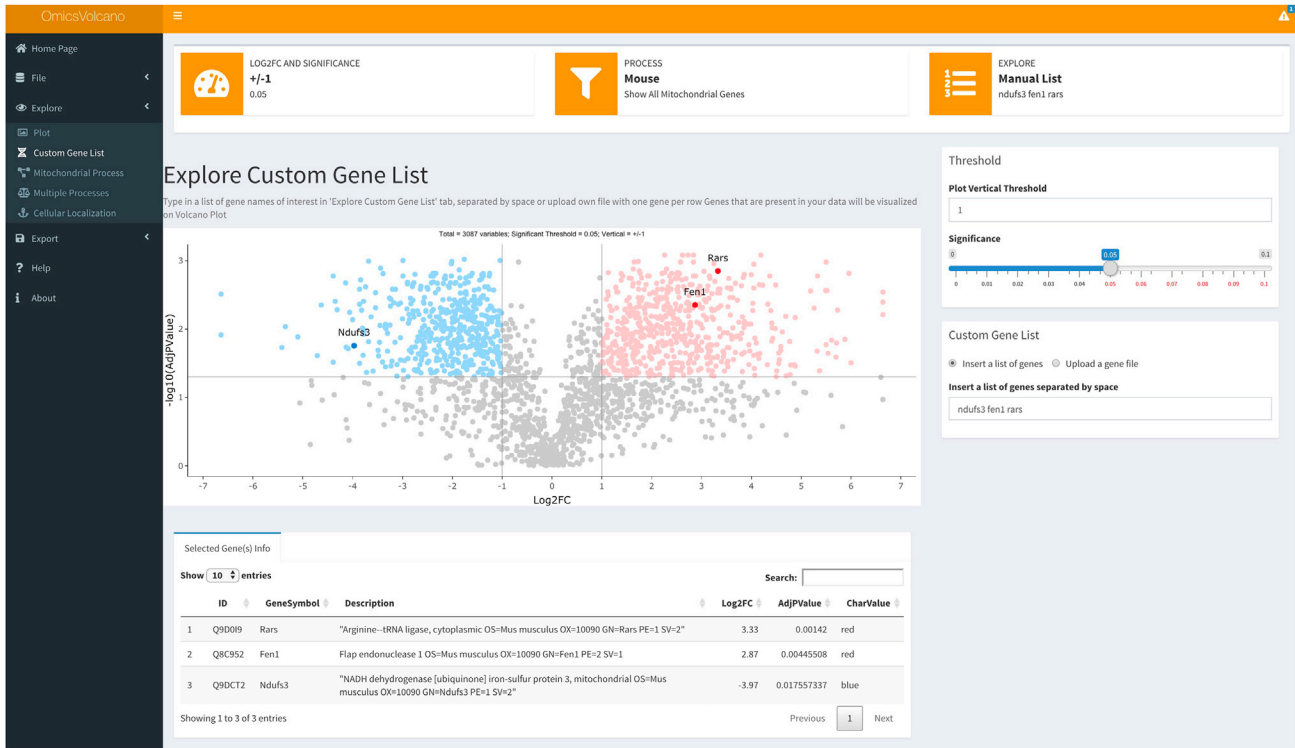 OmicsVolcano
1
Home Page
File
Explore
Plot
Custom Gene List
Mitochondrial Process
Multiple Processes
Cellular Localization
Export
Help
About
LOG2FC AND SIGNIFICANCE
+/-1
0.05
PROCESS
Mouse
Show All Mitochondrial Genes
EXPLORE
Manual List
ndufs3 fen1 rars
Explore Custom Gene List
Type in a list of gene names of interest in 'Explore Custom Gene List' tab, separated by space or upload own file with one gene per row Genes that are present in your data will be visualized
on Volcano Plot
Total = 3087 variables; Significant Threshold = 0.05; Vertical = +/-1
-log10(AdjPValue)
3
2
1
0
Rars
Fen1
Ndufs3
-7 -6 -5 -4 -3 -2 -1 0 1 2 3 4 5 6 7
Log2FC
Threshold
Plot Vertical Threshold
1
Significance
0 0.05 0.1
0 0.01 0.02 0.03 0.04 0.05 0.06 0.07 0.08 0.09 0.1
Custom Gene List
Insert a list of genes Upload a gene file
Insert a list of genes separated by space
ndufs3 fen1 rars
Selected Gene(s) Info
Show 10 entries Search:
ID GeneSymbol Description Log2FC AdjPValue CharValue
1 Q9D0I9 Rars "Arginine--tRNA ligase, cytoplasmic OS=Mus musculus OX=10090 GN=Rars PE=1 SV=2" 3.33 0.00142 red
2 Q8C952 Fen1 Flap endonuclease 1 OS=Mus musculus OX=10090 GN=Fen1 PE=2 SV=1 2.87 0.00445508 red
3 Q9DCT2 Ndufs3 "NADH dehydrogenase [ubiquinone] iron-sulfur protein 3, mitochondrial OS=Mus
musculus OX=10090 GN=Ndufs3 PE=1 SV=2" -3.97 0.017557337 blue
Showing 1 to 3 of 3 entries Previous 1 Next